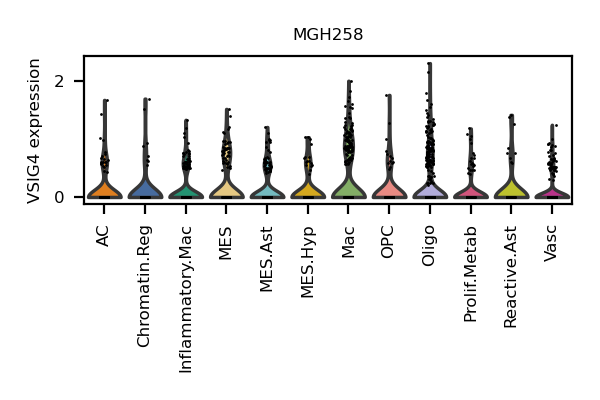 MGH258
VSIG4 expression
2
0
AC
Chromatin.Reg
Inflammatory.Mac
MES
MES.Ast
MES.Hyp
Mac
OPC
Oligo
Prolif.Metab
Reactive.Ast
Vasc